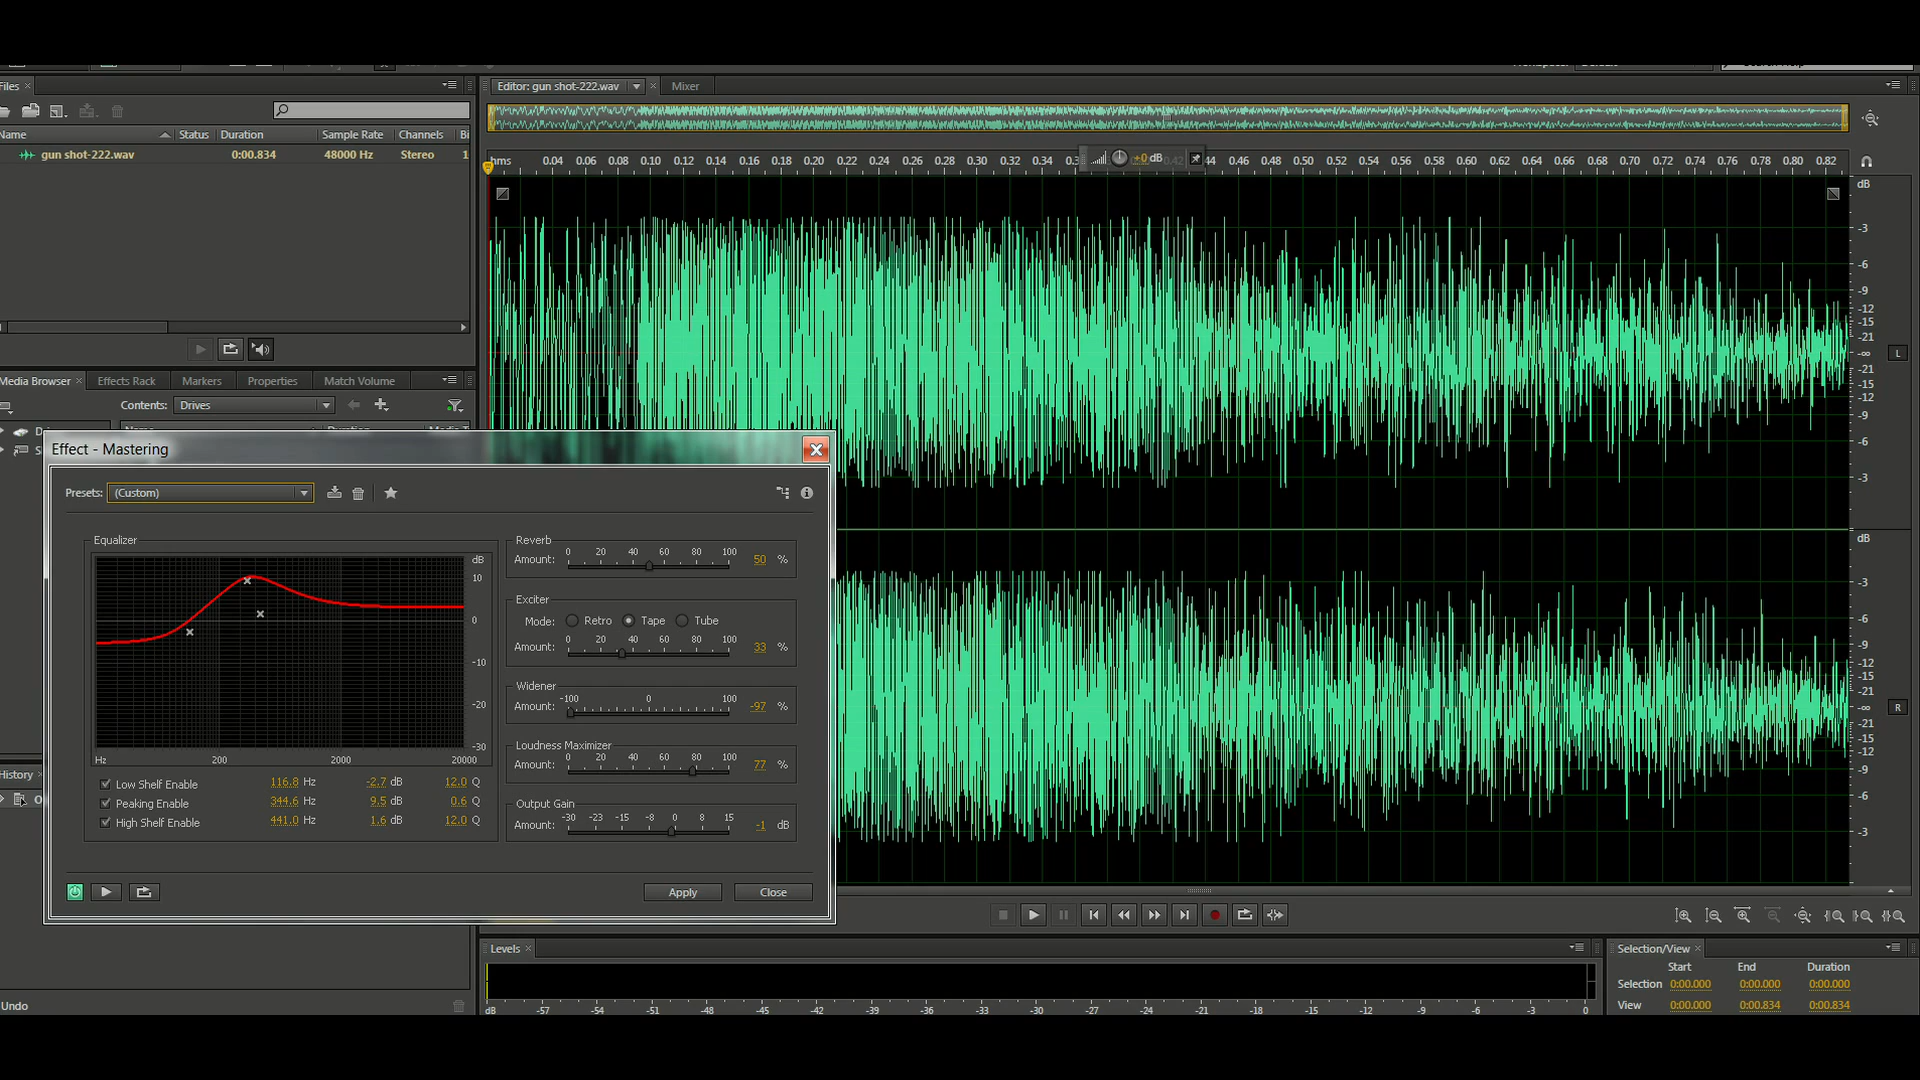 Files
Editor: gun shot-222.wav
Mixer
Name Status Duration Sample Rate Channels Bi
gun shot-222.wav 0:00.834 48000 Hz Stereo 1
hms 0.04 0.06 0.08 0.10 0.12 0.14 0.16 0.18 0.20 0.22 0.24 0.26 0.28 0.30 0.32 0.34 +0 dB 0.42 44 0.46 0.48 0.50 0.52 0.54 0.56 0.58 0.60 0.62 0.64 0.66 0.68 0.70 0.72 0.74 0.76 0.78 0.80 0.82
dB
-3
-6
-9
-12
-15
-21
-∞
L
-21
-15
-12
-9
-6
-3
Media Browser Effects Rack Markers Properties Match Volume
Contents: Drives
Effect - Mastering
Presets: (Custom)
Equalizer
dB
10
0
-10
-20
-30
Hz 200 2000 20000
Low Shelf Enable 116.8 Hz -2.7 dB 12.0 Q
Peaking Enable 344.6 Hz 9.5 dB 0.6 Q
High Shelf Enable 441.0 Hz 1.6 dB 12.0 Q
Reverb
0 20 40 60 80 100
Amount: 50 %
Exciter
Mode: Retro Tape Tube
0 20 40 60 80 100
Amount: 33 %
Widener
-100 0 100
Amount: -97 %
Loudness Maximizer
0 20 40 60 80 100
Amount: 77 %
Output Gain
-30 -23 -15 -8 0 8 15
Amount: -1 dB
Apply Close
dB
-3
-6
-9
-12
-15
-21
-∞
R
-21
-15
-12
-9
-6
-3
History
Undo
Levels
dB -57 -54 -51 -48 -45 -42 -39 -36 -33 -30 -27 -24 -21 -18 -15 -12 -9 -6 -3 0
Selection/View
Start End Duration
Selection 0:00.000 0:00.000 0:00.000
View 0:00.000 0:00.834 0:00.834